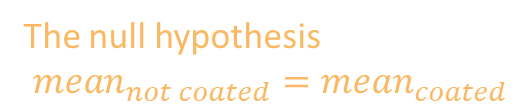 The null hypothesis
mean_not coated = mean_coated